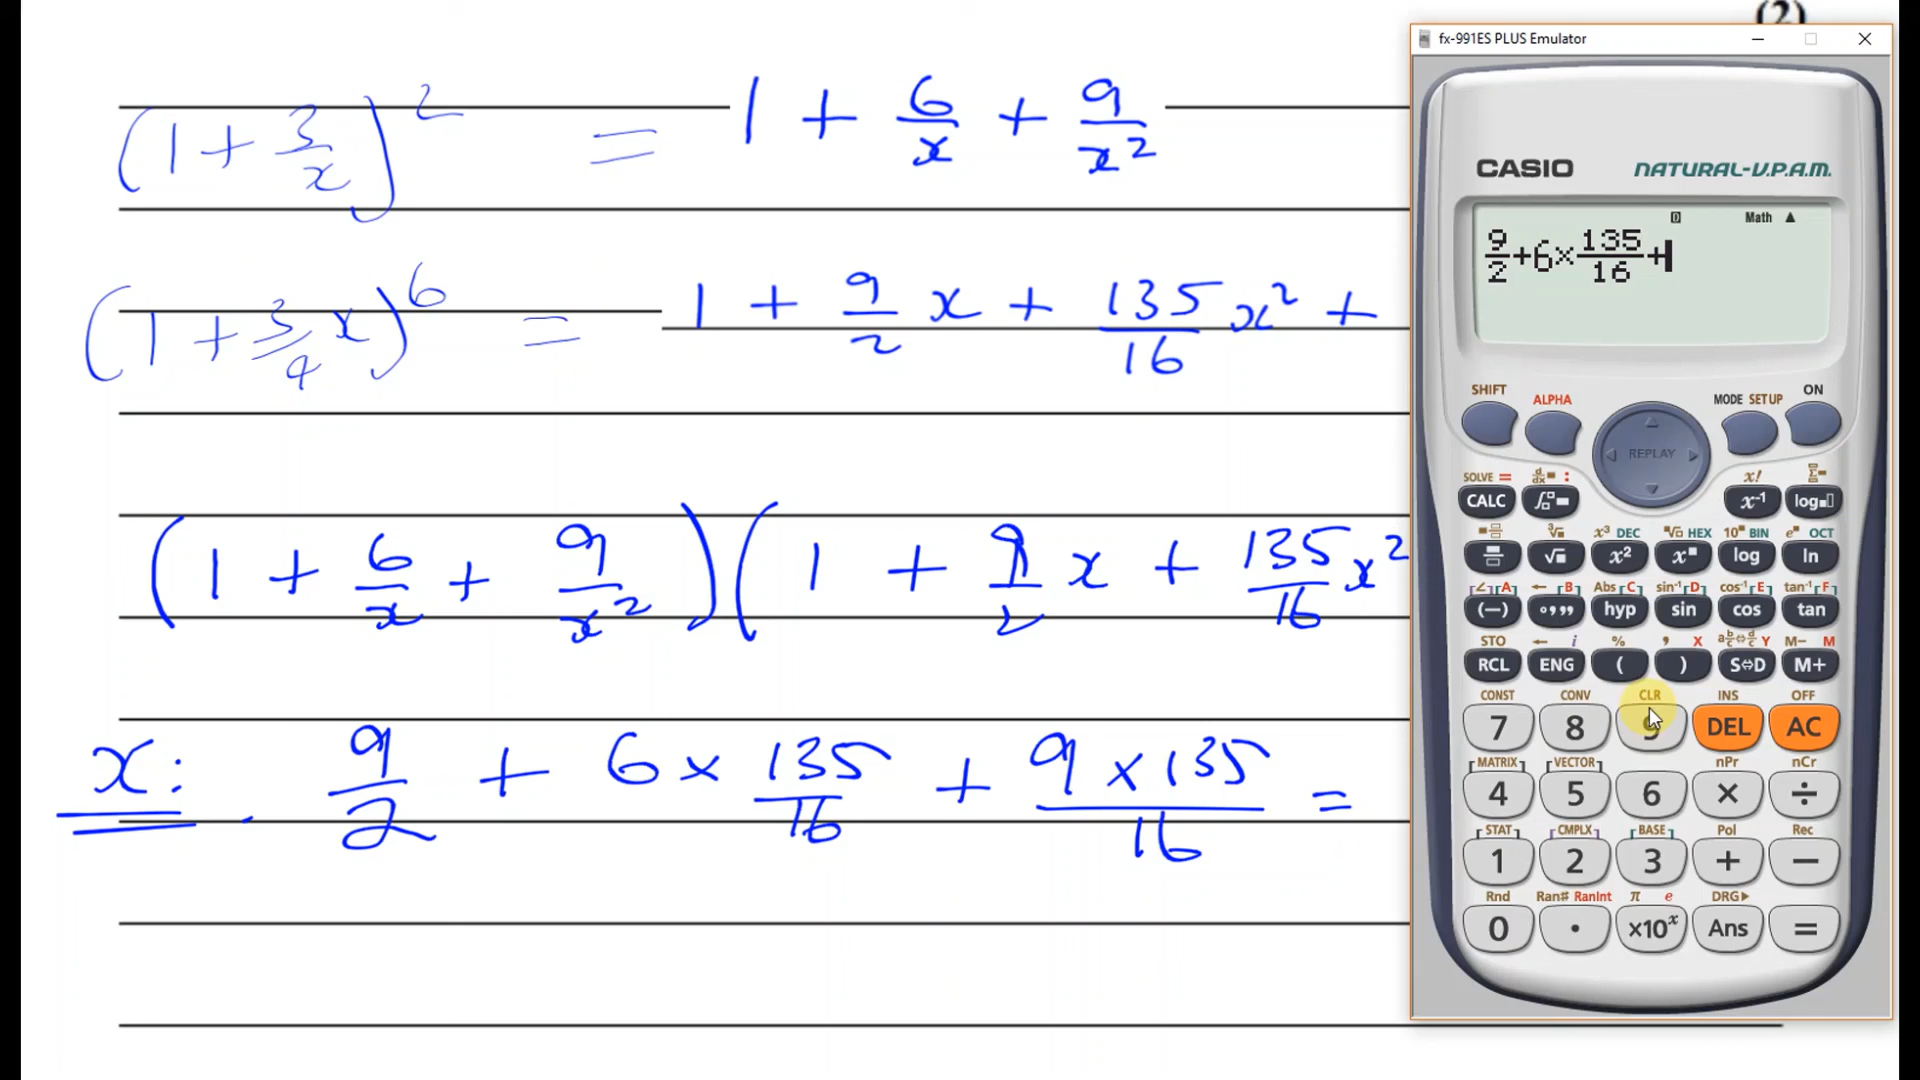 (2)
(1 + 3/x)² = 1 + 6/x + 9/x²
(1 + 3/4 x)⁶ = 1 + 9/2 x + 135/16 x² +
(1 + 6/x + 9/x²)(1 + 9/2 x + 135/16 x²
x: 9/2 + 6 × 135/16 + 9 × 135/16 =
fx-991ES PLUS Emulator
CASIO NATURAL-V.P.A.M.
D Math ▲
9/2+6×135/16+
SHIFT ALPHA MODE SETUP ON
REPLAY
SOLVE = d/dx = : x! Σ=
CALC ∫=  x⁻¹ log
³√ x³ DEC √ HEX 10 BIN e OCT
√ x² x log ln
∠ A ← B Abs C sin⁻¹ D cos⁻¹ E tan⁻¹ F
(−) °,,, hyp sin cos tan
STO ← i % , X a b/c⇔d/c Y M− M
RCL ENG ( ) S⇔D M+
CONST CONV CLR INS OFF
7 8 9 DEL AC
MATRIX VECTOR nPr nCr
4 5 6 × ÷
STAT CMPLX BASE Pol Rec
1 2 3 + −
Rnd Ran# RanInt π e DRG▶
0 . ×10ˣ Ans =